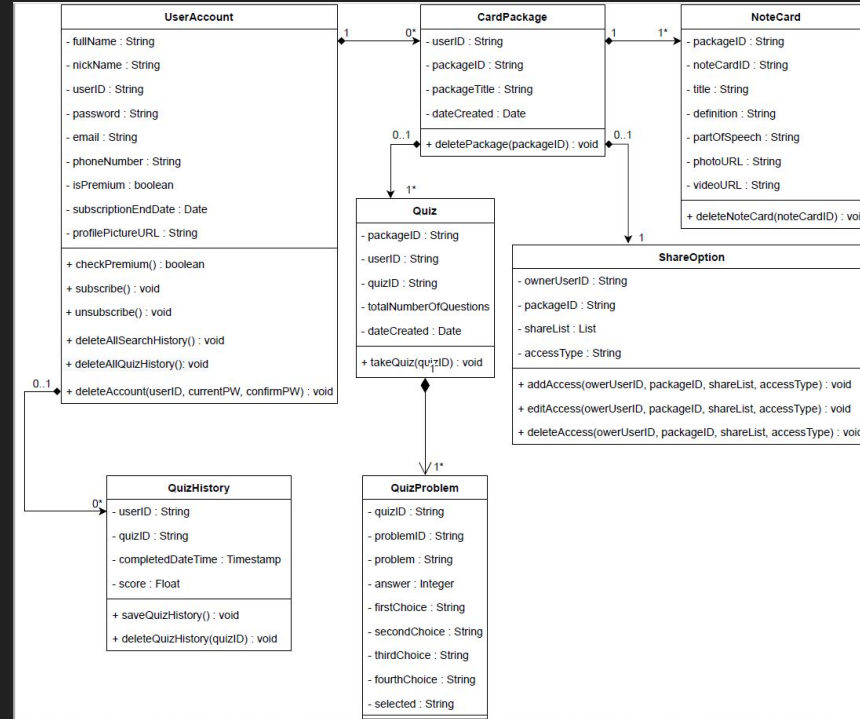 UserAccount
- fullName : String
- nickName : String
- userID : String
- password : String
- email : String
- phoneNumber : String
- isPremium : boolean
- subscriptionEndDate : Date
- profilePictureURL : String
+ checkPremium() : boolean
+ subscribe() : void
+ unsubscribe() : void
+ deleteAllSearchHistory() : void
+ deleteAllQuizHistory(): void
+ deleteAccount(userID, currentPW, confirmPW) : void
1
0*
CardPackage
- userID : String
- packageID : String
- packageTitle : String
- dateCreated : Date
+ deletePackage(packageID) : void
1
1*
NoteCard
- packageID : String
- noteCardID : String
- title : String
- definition : String
- partOfSpeech : String
- photoURL : String
- videoURL : String
+ deleteNoteCard(noteCardID) : voi
0..1
1*
Quiz
- packageID : String
- userID : String
- quizID : String
- totalNumberOfQuestions
- dateCreated : Date
+ takeQuiz(quizID) : void
0..1
1
ShareOption
- ownerUserID : String
- packageID : String
- shareList : List
- accessType : String
+ addAccess(owerUserID, packageID, shareList, accessType) : void
+ editAccess(owerUserID, packageID, shareList, accessType) : void
+ deleteAccess(owerUserID, packageID, shareList, accessType) : void
0..1
0*
QuizHistory
- userID : String
- quizID : String
- completedDateTime : Timestamp
- score : Float
+ saveQuizHistory() : void
+ deleteQuizHistory(quizID) : void
1
1*
QuizProblem
- quizID : String
- problemID : String
- problem : String
- answer : Integer
- firstChoice : String
- secondChoice : String
- thirdChoice : String
- fourthChoice : String
- selected : String